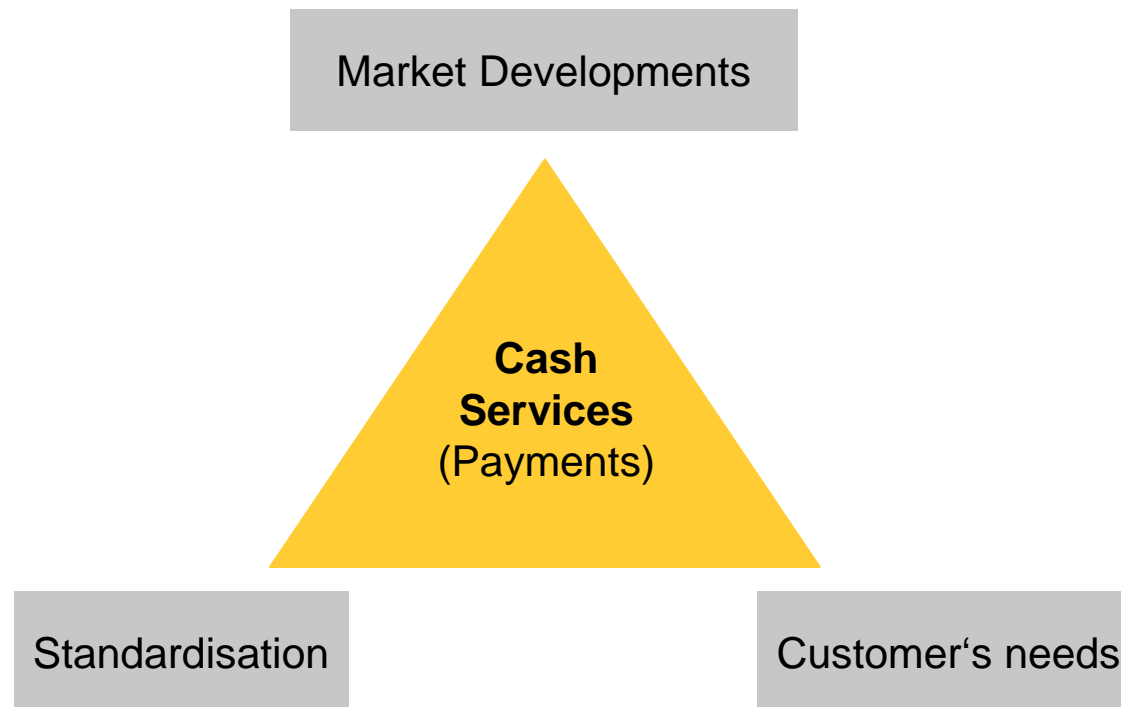 Market Developments
Cash
Services
(Payments)
Standardisation
Customer‘s needs